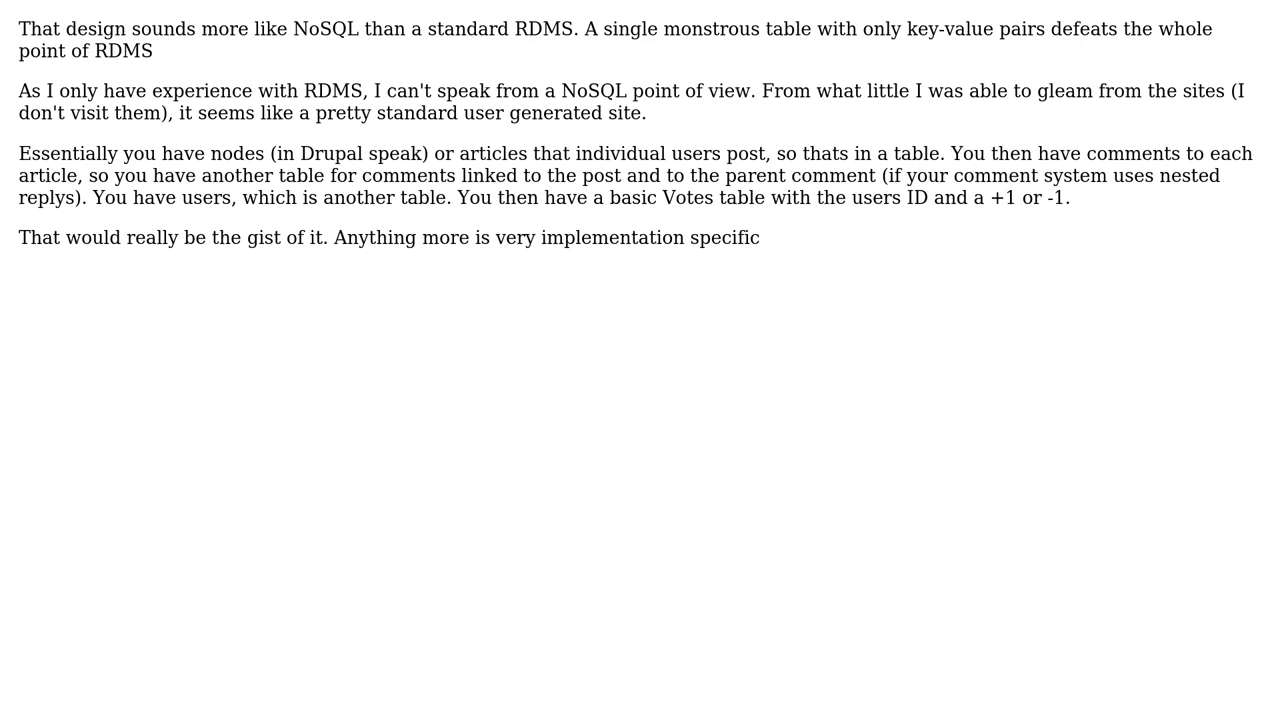 That design sounds more like NoSQL than a standard RDMS. A single monstrous table with only key-value pairs defeats the whole
point of RDMS
As I only have experience with RDMS, I can't speak from a NoSQL point of view. From what little I was able to gleam from the sites (I
don't visit them), it seems like a pretty standard user generated site.
Essentially you have nodes (in Drupal speak) or articles that individual users post, so thats in a table. You then have comments to each
article, so you have another table for comments linked to the post and to the parent comment (if your comment system uses nested
replys). You have users, which is another table. You then have a basic Votes table with the users ID and a +1 or -1.
That would really be the gist of it. Anything more is very implementation specific